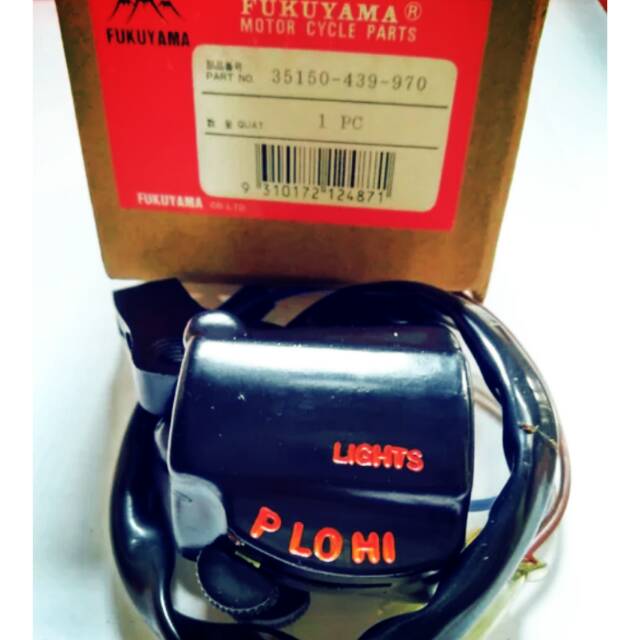 FUKUYAMA
FUKUYAMA®
MOTOR CYCLE PARTS
部品番号
PART NO. 35150-439-970
数量 QUAT 1 PC
9 310172 124871
FUKUYAMA CO.LTD
LIGHTS
P LO HI